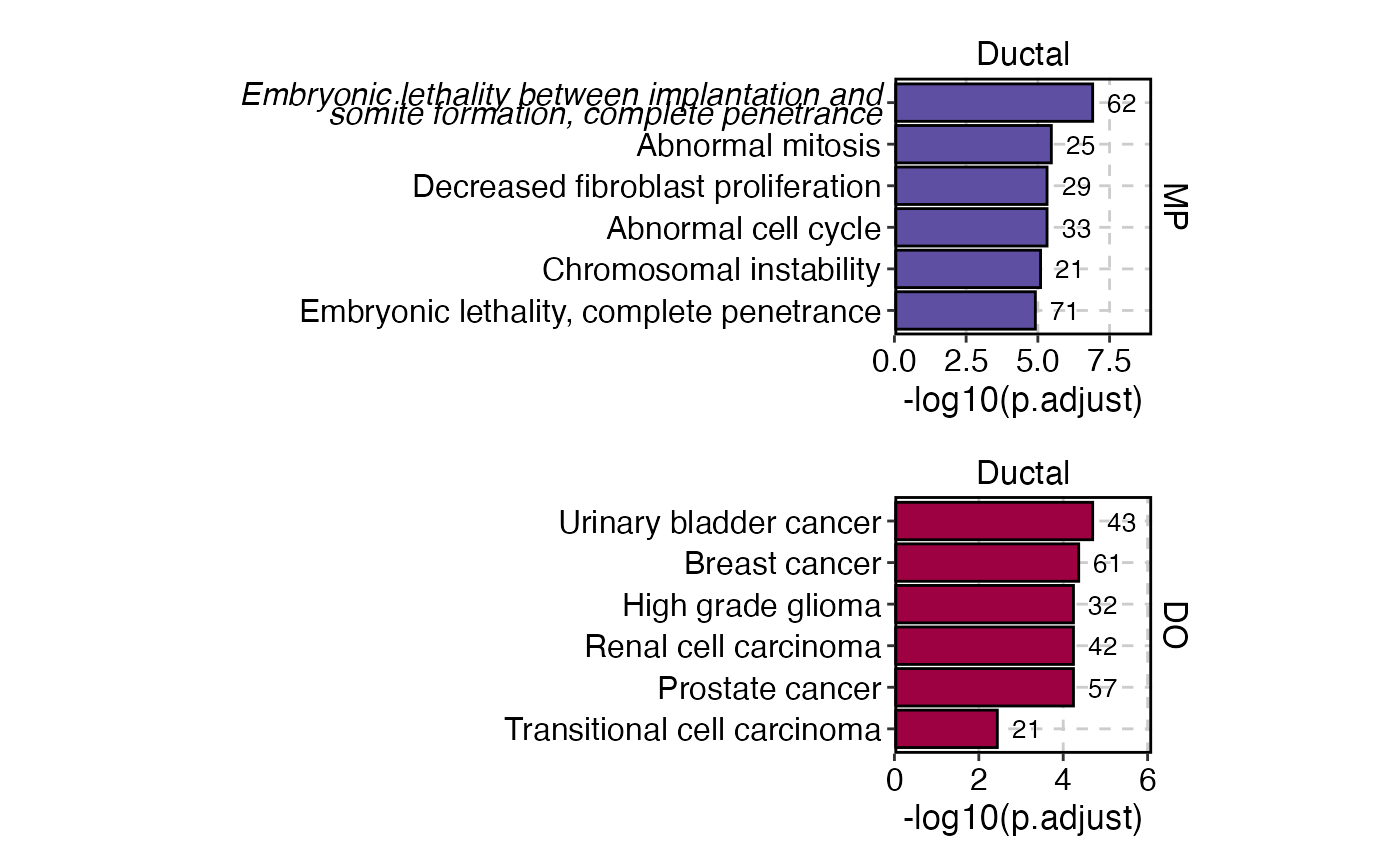 Ductal
Embryonic lethality between implantation and
somite formation, complete penetrance
62
Abnormal mitosis
25
Decreased fibroblast proliferation
29
Abnormal cell cycle
33
Chromosomal instability
21
Embryonic lethality, complete penetrance
71
MP
0.0 2.5 5.0 7.5
-log10(p.adjust)
Ductal
Urinary bladder cancer
43
Breast cancer
61
High grade glioma
32
Renal cell carcinoma
42
Prostate cancer
57
Transitional cell carcinoma
21
DO
0 2 4 6
-log10(p.adjust)